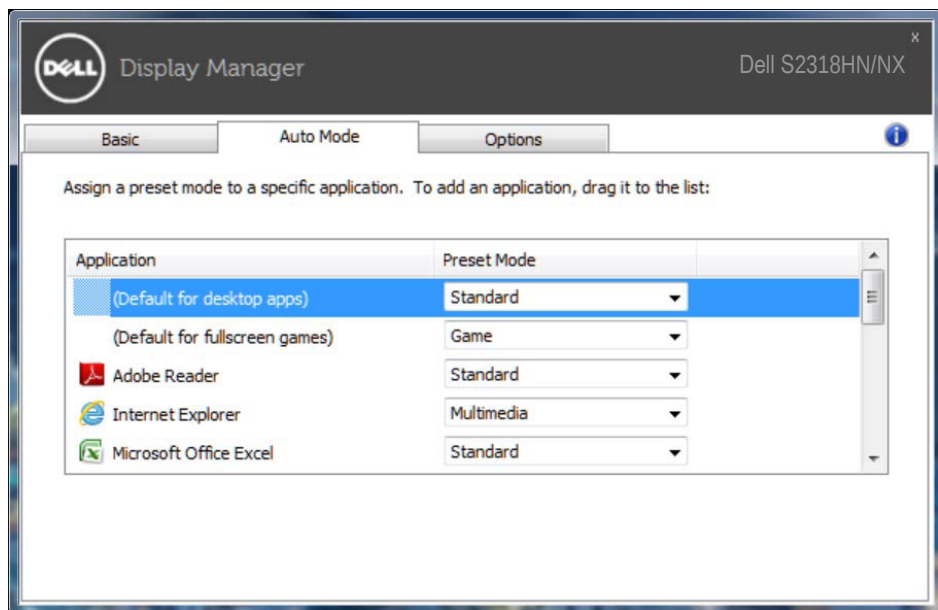 DELL Display Manager
Dell S2318HN/NX
x
Basic Auto Mode Options i
Assign a preset mode to a specific application. To add an application, drag it to the list:
Application Preset Mode
(Default for desktop apps) Standard
(Default for fullscreen games) Game
Adobe Reader Standard
Internet Explorer Multimedia
Microsoft Office Excel Standard